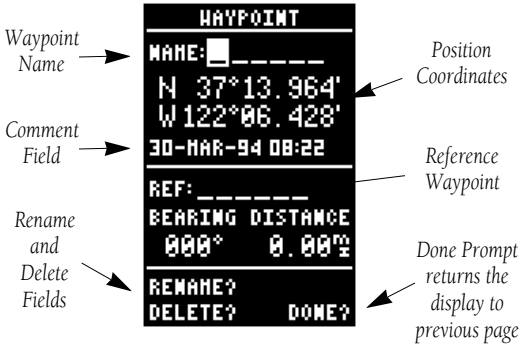 WAYPOINT
Waypoint
Name
NAME:_ _ _ _ _ _
N 37°13.964'
W 122°06.428'
Position
Coordinates
Comment
Field
30-MAR-94 08:22
REF:_ _ _ _ _ _
Reference
Waypoint
BEARING DISTANCE
000° 0.00nm
Rename
and
Delete
Fields
RENAME?
DELETE? DONE?
Done Prompt
returns the
display to
previous page